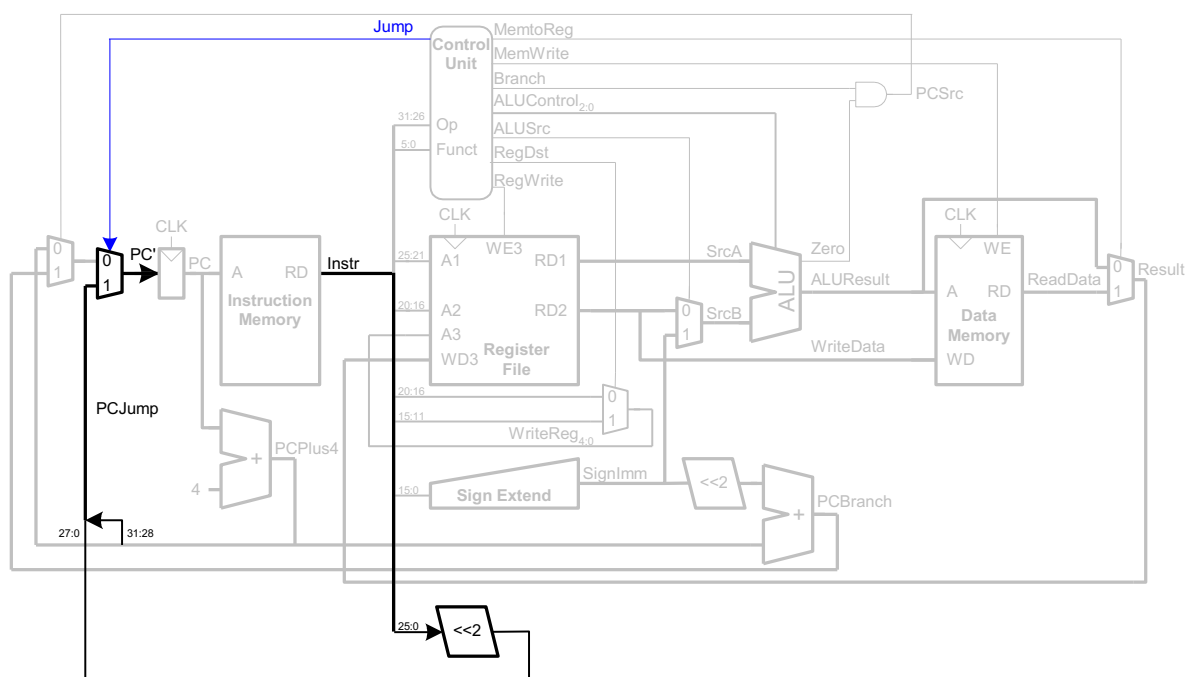 Jump
MemtoReg
Control
Unit
MemWrite
Branch
PCSrc
ALUControl2:0
31:26
Op
ALUSrc
5:0
Funct
RegDst
RegWrite
CLK
CLK
CLK
0
1
0
1
PC'
PC
A
RD
Instr
Instruction
Memory
25:21
A1
WE3
RD1
SrcA
Zero
WE
20:16
A2
RD2
0
1
SrcB
ALU
ALUResult
A
RD
ReadData
0
1
Result
A3
Data
Memory
WD3
Register
File
WriteData
WD
20:16
0
PCJump
15:11
1
WriteReg4:0
PCPlus4
+
4
SignImm
15:0
Sign Extend
<<2
PCBranch
+
27:0
31:28
25:0
<<2